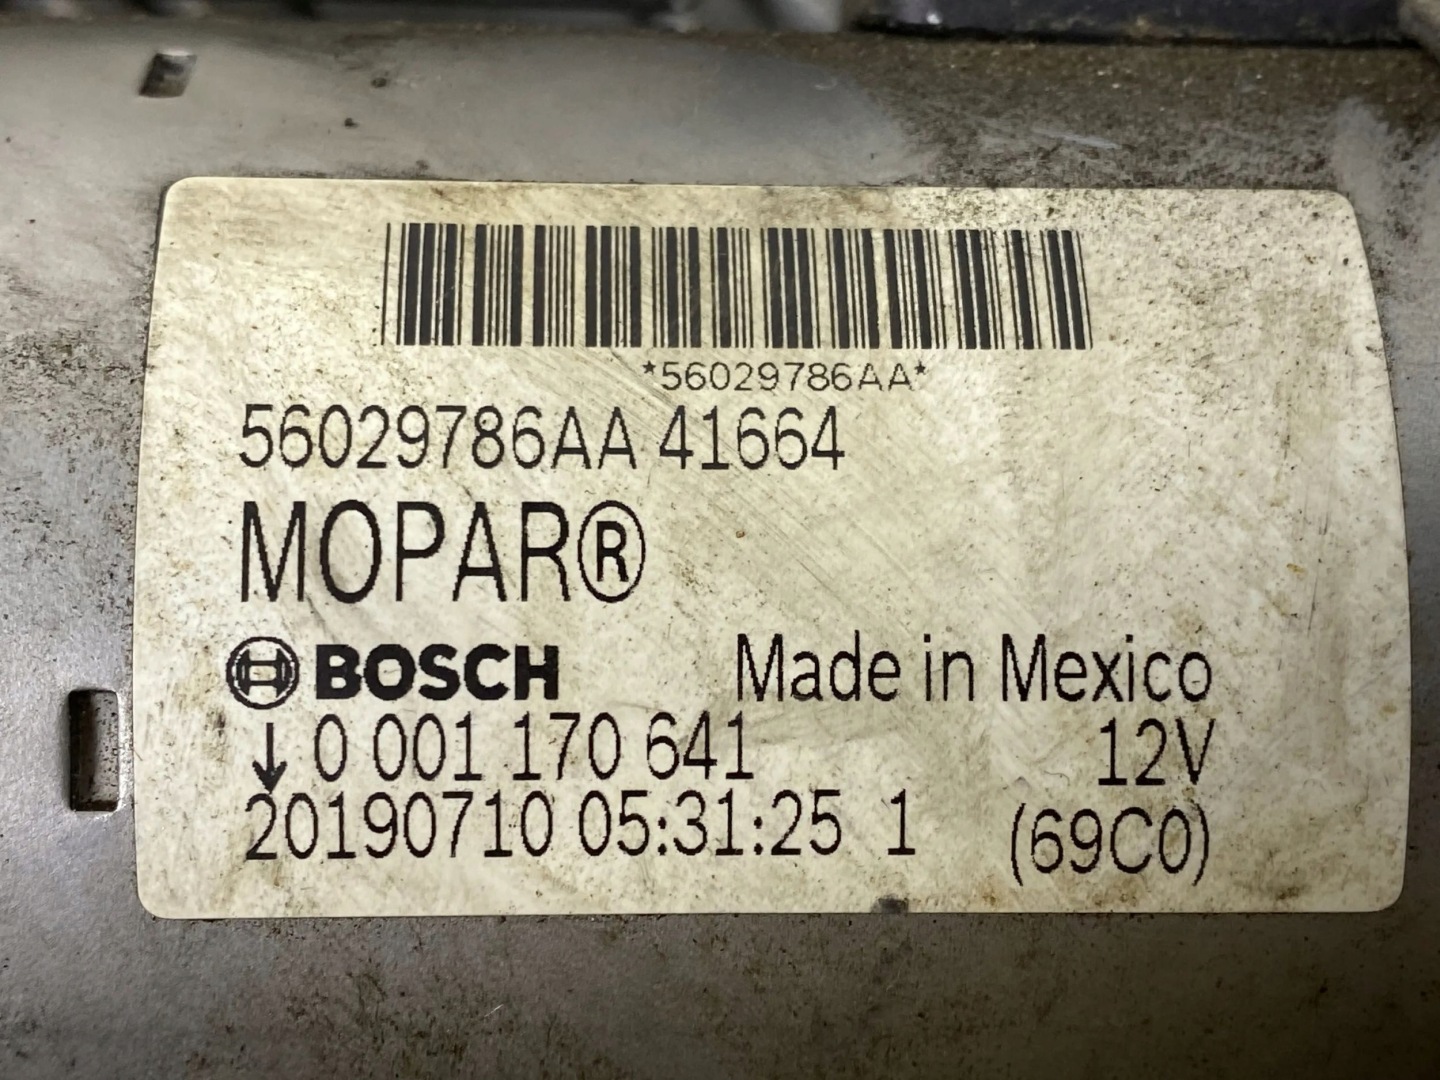 *56029786AA*
56029786AA 41664
MOPAR®
BOSCH Made in Mexico
↓ 0 001 170 641 12V
20190710 05:31:25 1 (69C0)